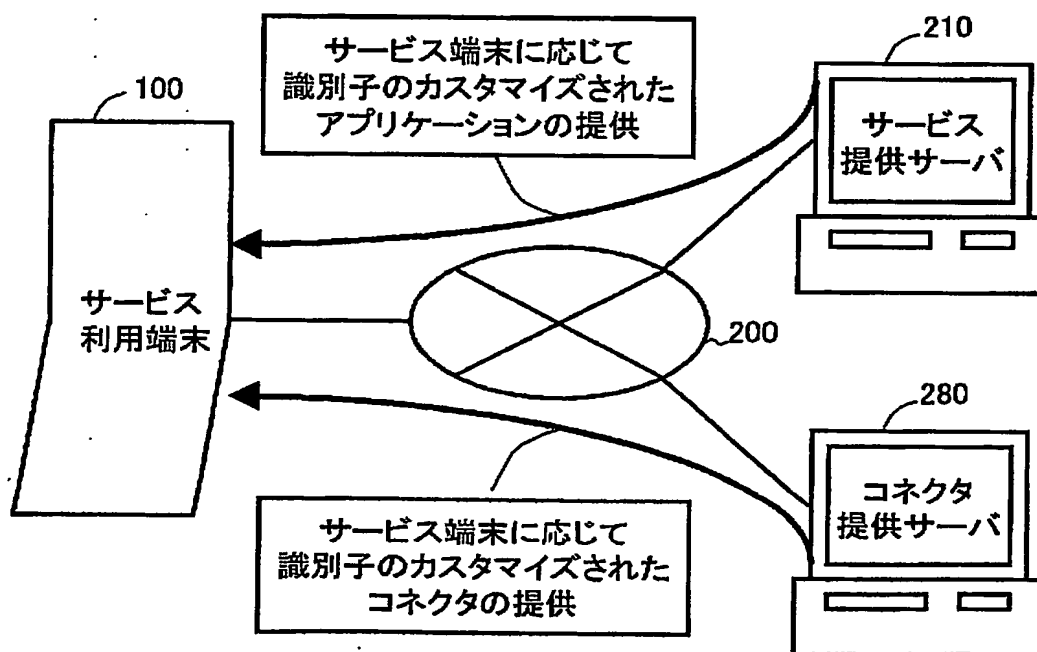 サービス端末に応じて
識別子のカスタマイズされた
アプリケーションの提供
210
100
サービス
提供サーバ
サービス
利用端末
200
280
コネクタ
提供サーバ
サービス端末に応じて
識別子のカスタマイズされた
コネクタの提供